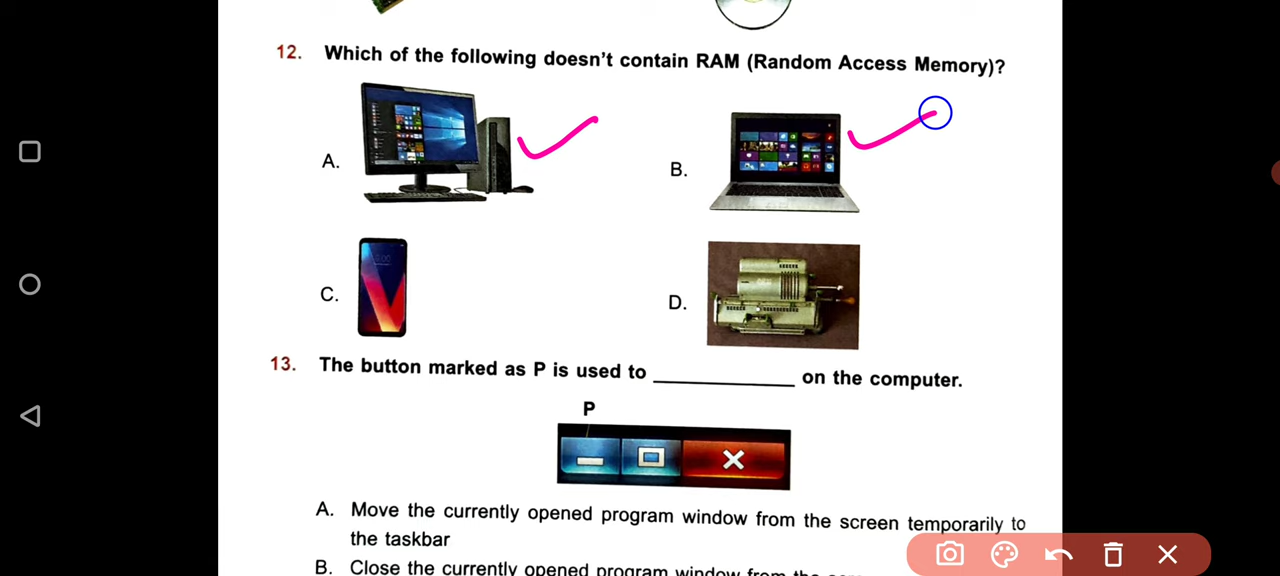 12. Which of the following doesn't contain RAM (Random Access Memory)?
A.
B.
C.
D.
13. The button marked as P is used to ____________ on the computer.
P
A. Move the currently opened program window from the screen temporarily to
the taskbar
B. Close the currently opened program window from the